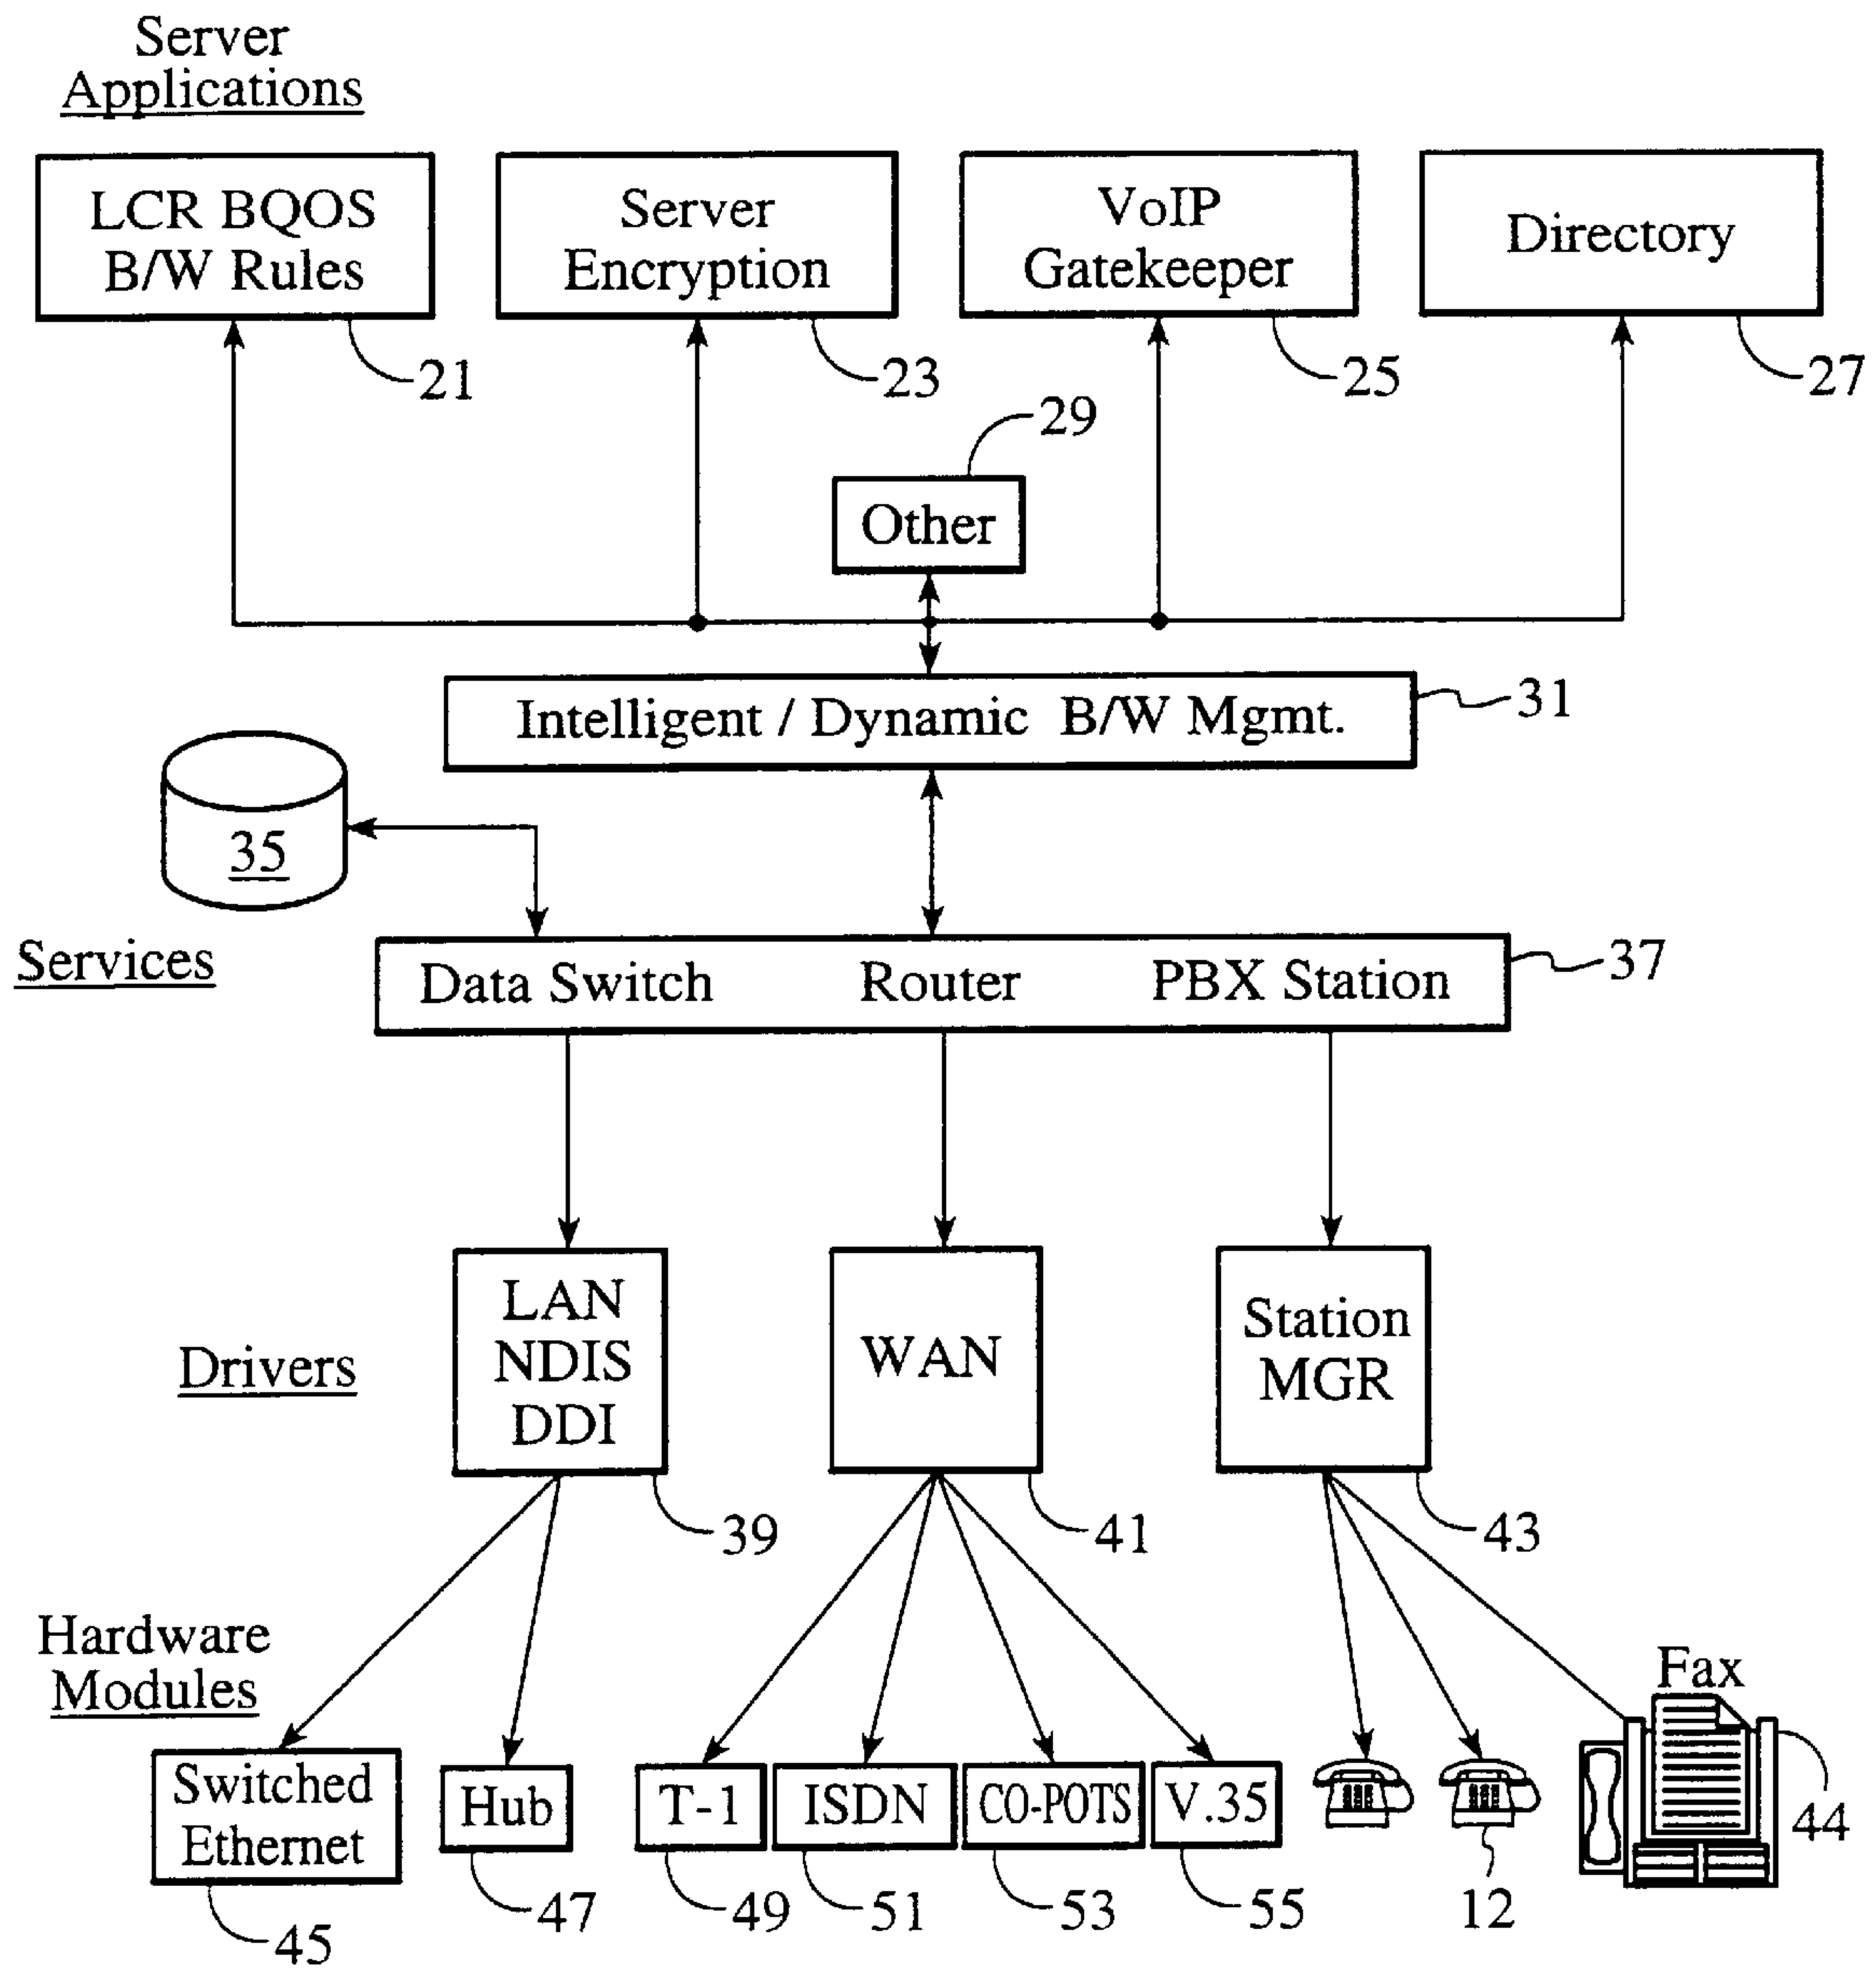 Server
Applications
LCR BQOS
B/W Rules
Server
Encryption
VoIP
Gatekeeper
Directory
21
23
25
27
29
Other
Intelligent / Dynamic B/W Mgmt.
31
35
Services
Data Switch Router PBX Station
37
Drivers
LAN
NDIS
DDI
WAN
Station
MGR
39
41
43
Hardware
Modules
Fax
Switched
Ethernet
Hub
T-1
ISDN
CO-POTS
V.35
44
45
47
49
51
53
55
12